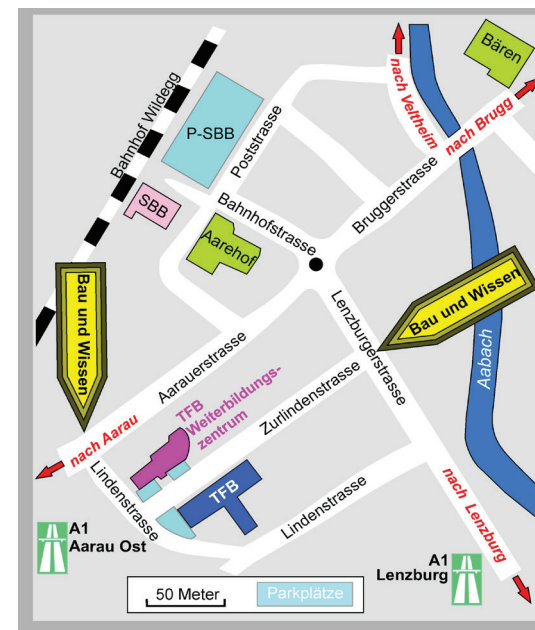 Bären
nach Veltheim
nach Brugg
Bahnhof Wildegg
P-SBB
Poststrasse
Bruggerstrasse
SBB
Bahnhofstrasse
Aarehof
Bau und Wissen
Bau und Wissen
Lenzburgerstrasse
Aabach
Aarauerstrasse
TFB
Weiterbildungs-
zentrum
Zurlindenstrasse
nach Aarau
Lindenstrasse
TFB
Lindenstrasse
nach Lenzburg
A1
Aarau Ost
A1
Lenzburg
50 Meter
Parkplätze